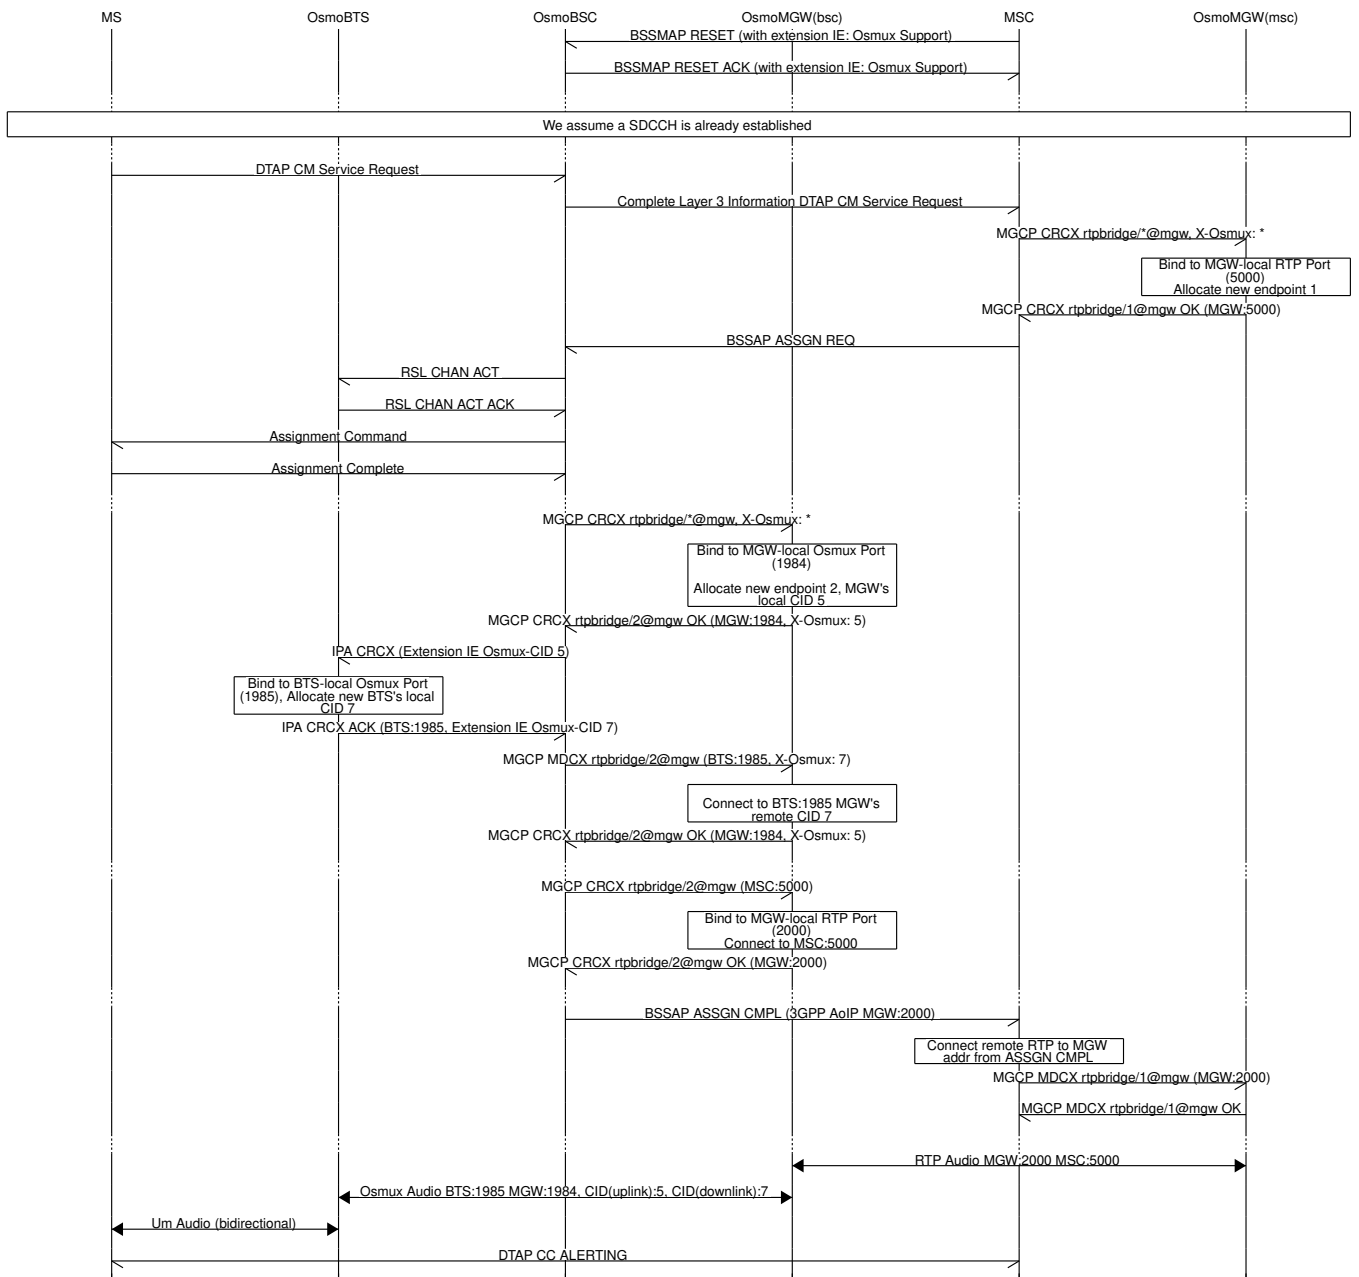 MS OsmoBTS OsmoBSC OsmoMGW(bsc) MSC OsmoMGW(msc)
BSSMAP RESET (with extension IE: Osmux Support)
BSSMAP RESET ACK (with extension IE: Osmux Support)
We assume a SDCCH is already established
DTAP CM Service Request
Complete Layer 3 Information DTAP CM Service Request
MGCP CRCX rtpbridge/*@mgw, X-Osmux: *
Bind to MGW-local RTP Port
(5000)
Allocate new endpoint 1
MGCP CRCX rtpbridge/1@mgw OK (MGW:5000)
BSSAP ASSGN REQ
RSL CHAN ACT
RSL CHAN ACT ACK
Assignment Command
Assignment Complete
MGCP CRCX rtpbridge/*@mgw, X-Osmux: *
Bind to MGW-local Osmux Port
(1984)
Allocate new endpoint 2, MGW's
local CID 5
MGCP CRCX rtpbridge/2@mgw OK (MGW:1984, X-Osmux: 5)
IPA CRCX (Extension IE Osmux-CID 5)
Bind to BTS-local Osmux Port
(1985), Allocate new BTS's local
CID 7
IPA CRCX ACK (BTS:1985, Extension IE Osmux-CID 7)
MGCP MDCX rtpbridge/2@mgw (BTS:1985, X-Osmux: 7)
Connect to BTS:1985 MGW's
remote CID 7
MGCP CRCX rtpbridge/2@mgw OK (MGW:1984, X-Osmux: 5)
MGCP CRCX rtpbridge/2@mgw (MSC:5000)
Bind to MGW-local RTP Port
(2000)
Connect to MSC:5000
MGCP CRCX rtpbridge/2@mgw OK (MGW:2000)
BSSAP ASSGN CMPL (3GPP AoIP MGW:2000)
Connect remote RTP to MGW
addr from ASSGN CMPL
MGCP MDCX rtpbridge/1@mgw (MGW:2000)
MGCP MDCX rtpbridge/1@mgw OK
RTP Audio MGW:2000 MSC:5000
Osmux Audio BTS:1985 MGW:1984, CID(uplink):5, CID(downlink):7
Um Audio (bidirectional)
DTAP CC ALERTING